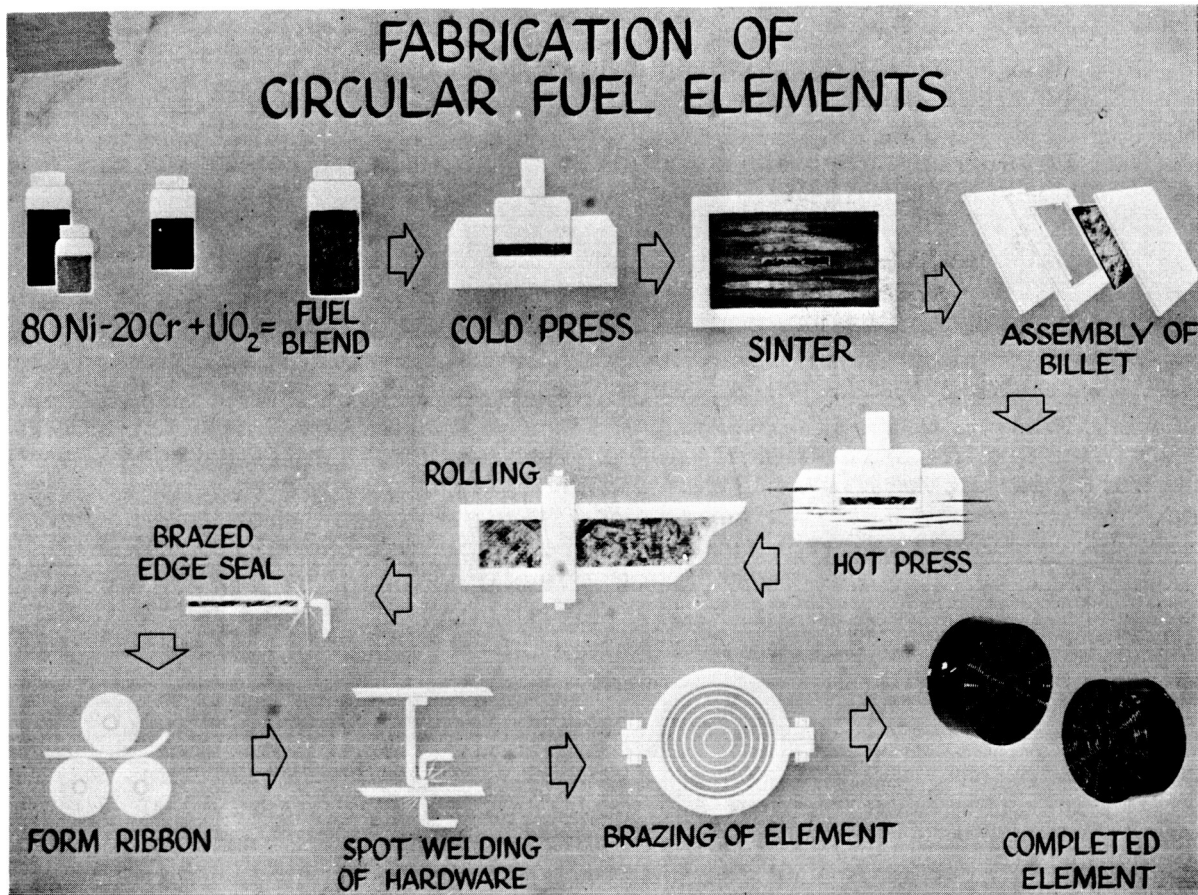 FABRICATION OF
CIRCULAR FUEL ELEMENTS
80Ni-20Cr + UO₂ =
FUEL
BLEND
COLD PRESS
SINTER
ASSEMBLY OF
BILLET
ROLLING
HOT PRESS
BRAZED
EDGE SEAL
FORM RIBBON
SPOT WELDING
OF HARDWARE
BRAZING OF ELEMENT
COMPLETED
ELEMENT